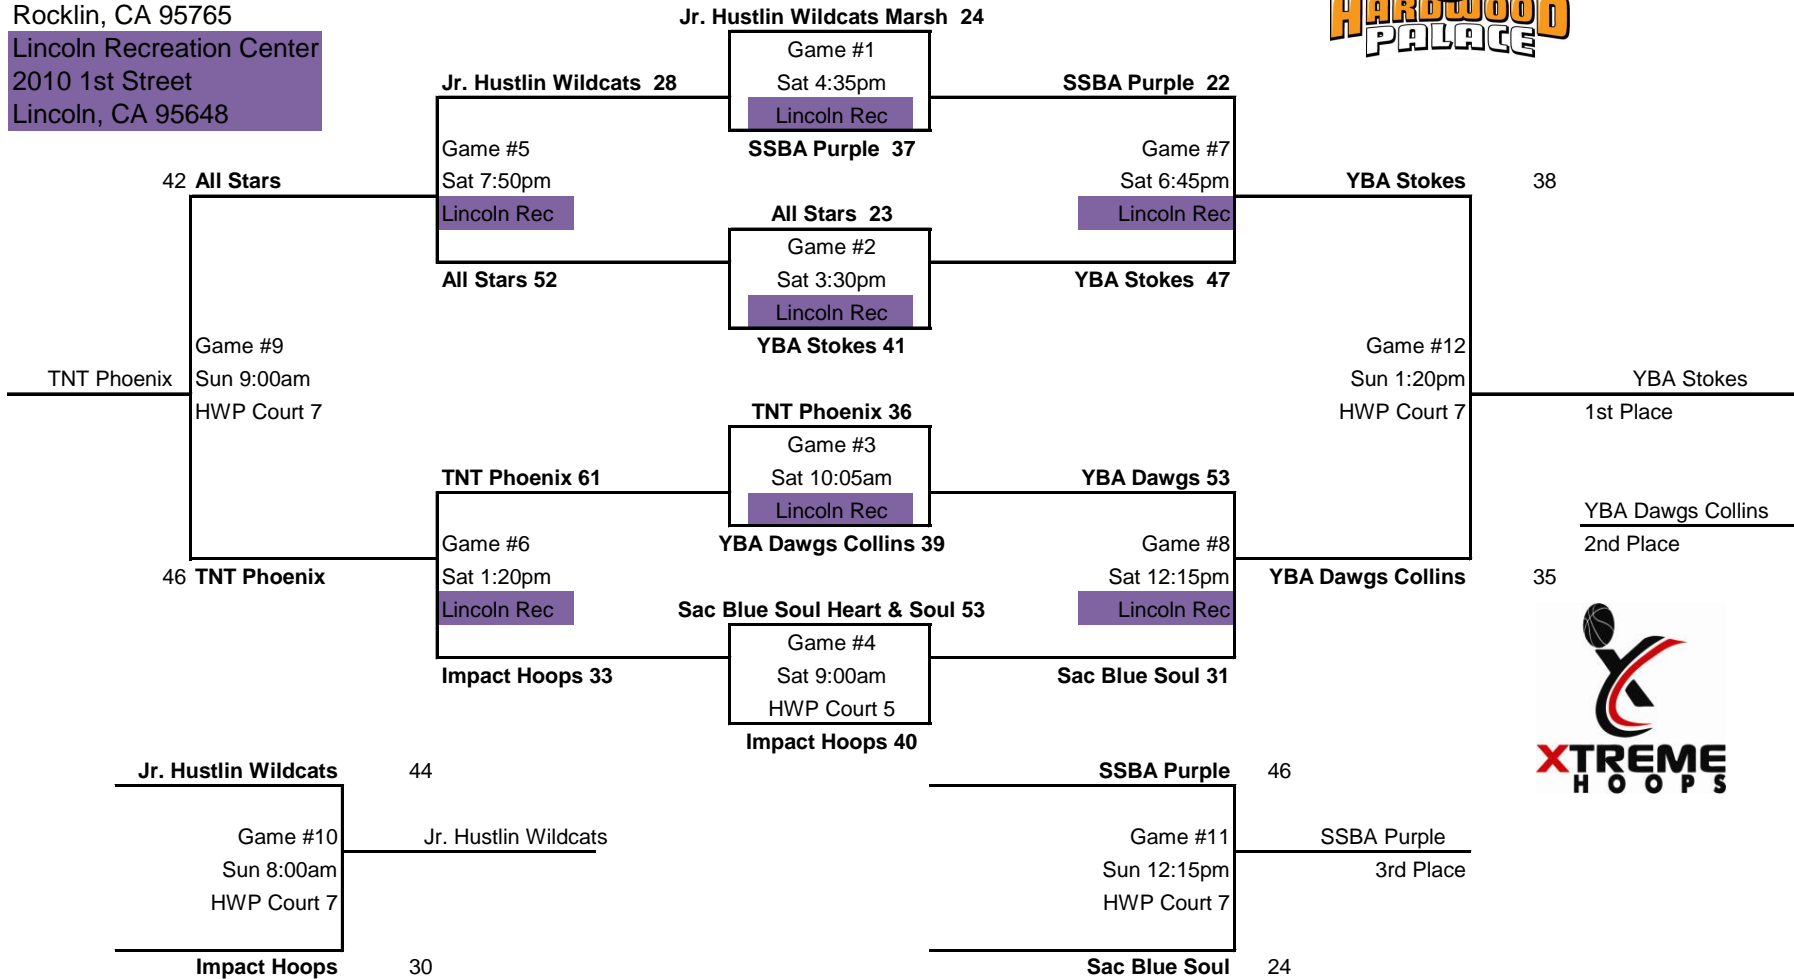 Rocklin, CA 95765
Lincoln Recreation Center
2010 1st Street
Lincoln, CA 95648
HARDWOOD
PALACE
Jr. Hustlin Wildcats Marsh 24
Game #1
Sat 4:35pm
Lincoln Rec
SSBA Purple 37
Jr. Hustlin Wildcats 28
Game #5
Sat 7:50pm
Lincoln Rec
All Stars 52
SSBA Purple 22
Game #7
Sat 6:45pm
Lincoln Rec
YBA Stokes 47
All Stars 23
Game #2
Sat 3:30pm
Lincoln Rec
YBA Stokes 41
42 All Stars
Game #9
Sun 9:00am
HWP Court 7
46 TNT Phoenix
TNT Phoenix
YBA Stokes 38
Game #12
Sun 1:20pm
HWP Court 7
YBA Dawgs Collins 35
YBA Stokes
1st Place
YBA Dawgs Collins
2nd Place
TNT Phoenix 36
Game #3
Sat 10:05am
Lincoln Rec
YBA Dawgs Collins 39
TNT Phoenix 61
Game #6
Sat 1:20pm
Lincoln Rec
Impact Hoops 33
YBA Dawgs 53
Game #8
Sat 12:15pm
Lincoln Rec
Sac Blue Soul 31
Sac Blue Soul Heart & Soul 53
Game #4
Sat 9:00am
HWP Court 5
Impact Hoops 40
Jr. Hustlin Wildcats 44
Game #10
Sun 8:00am
HWP Court 7
Impact Hoops 30
Jr. Hustlin Wildcats
SSBA Purple 46
Game #11
Sun 12:15pm
HWP Court 7
Sac Blue Soul 24
SSBA Purple
3rd Place
XTREME
HOOPS